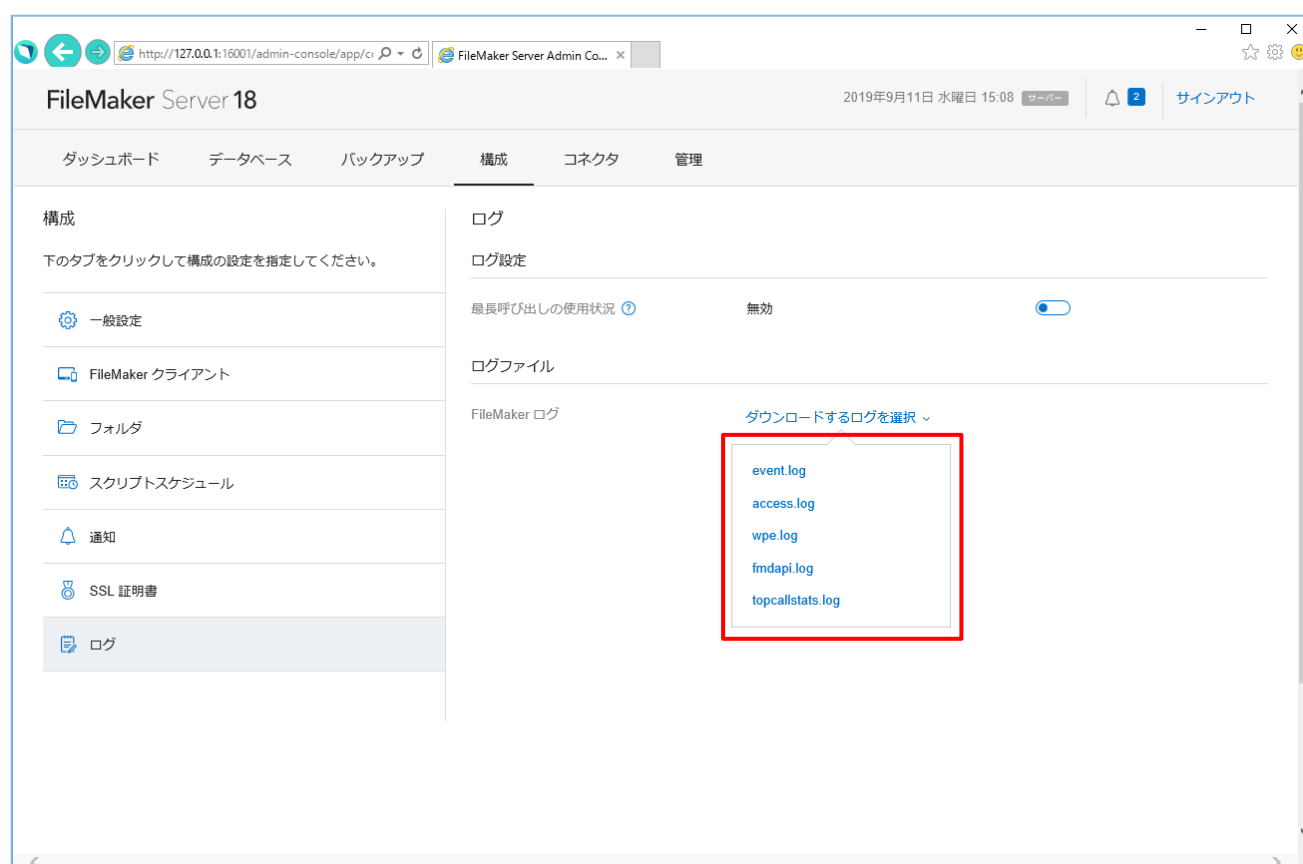 http://127.0.0.1:16001/admin-console/app/c
FileMaker Server Admin Co...
FileMaker Server 18
2019年9月11日 水曜日 15:08 サーバー
2
サインアウト
ダッシュボード
データベース
バックアップ
構成
コネクタ
管理
構成
下のタブをクリックして構成の設定を指定してください。
一般設定
FileMaker クライアント
フォルダ
スクリプトスケジュール
通知
SSL 証明書
ログ
ログ
ログ設定
最長呼び出しの使用状況 ?
無効
ログファイル
FileMaker ログ
ダウンロードするログを選択
event.log
access.log
wpe.log
fmdapi.log
topcallstats.log